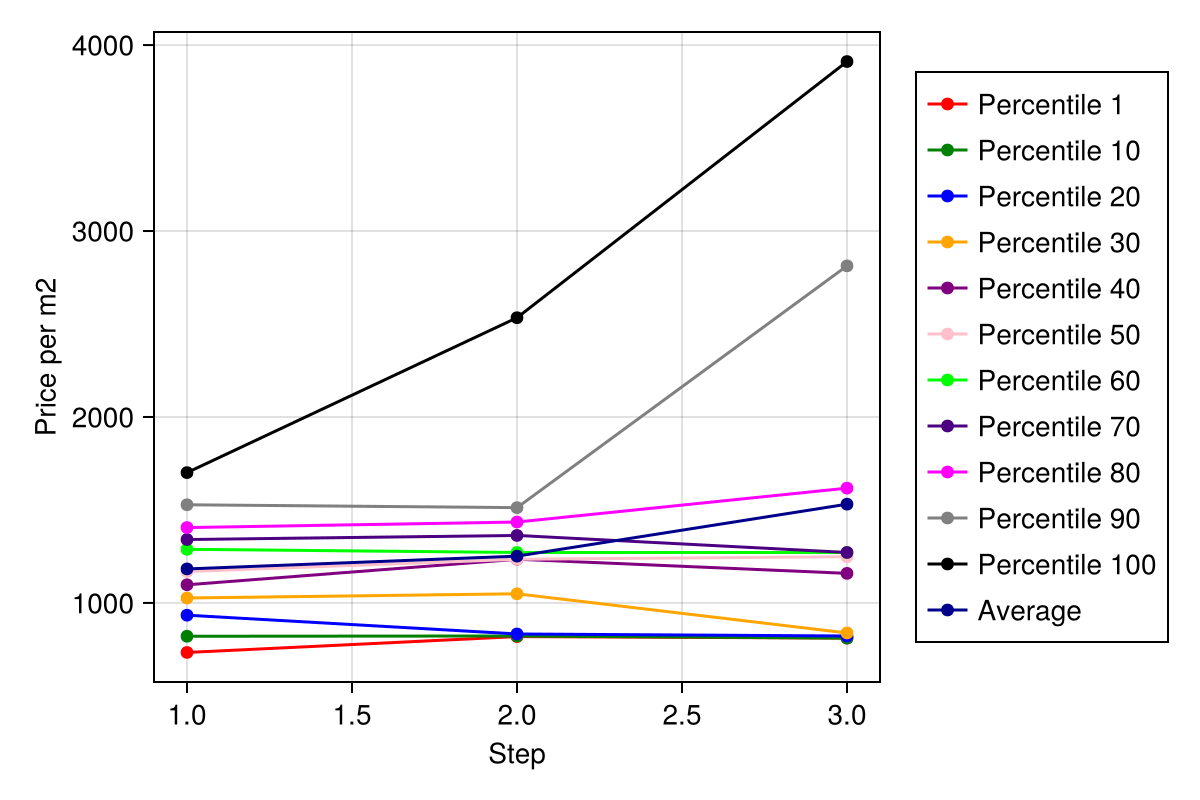 4000
3000
2000
1000
Price per m2
1.0 1.5 2.0 2.5 3.0
Step
Percentile 1
Percentile 10
Percentile 20
Percentile 30
Percentile 40
Percentile 50
Percentile 60
Percentile 70
Percentile 80
Percentile 90
Percentile 100
Average